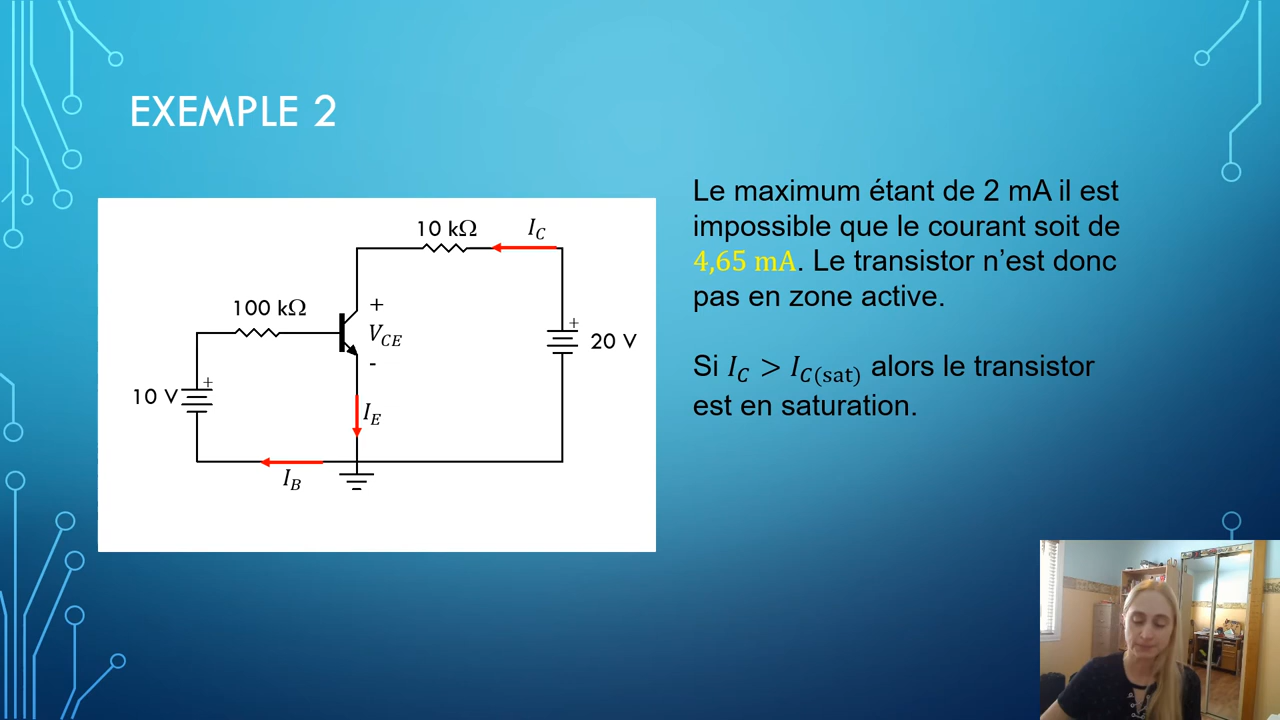 EXEMPLE 2
10 kΩ
I_C
100 kΩ
+
V_CE
-
+
20 V
+
10 V
I_E
I_B
Le maximum étant de 2 mA il est
impossible que le courant soit de
4,65 mA. Le transistor n’est donc
pas en zone active.
Si I_C > I_C(sat) alors le transistor
est en saturation.